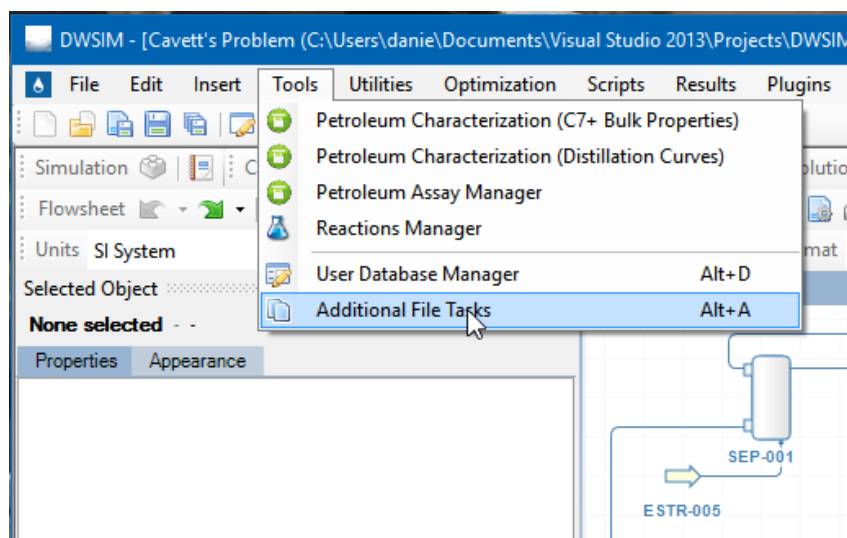 DWSIM - [Cavett's Problem (C:\Users\danie\Documents\Visual Studio 2013\Projects\DWSIM
File Edit Insert Tools Utilities Optimization Scripts Results Plugins
Petroleum Characterization (C7+ Bulk Properties)
Petroleum Characterization (Distillation Curves)
Petroleum Assay Manager
Reactions Manager
User Database Manager Alt+D
Additional File Tasks Alt+A
Simulation
Flowsheet
Units SI System
mat
Selected Object
None selected - -
Properties Appearance
SEP-001
ESTR-005